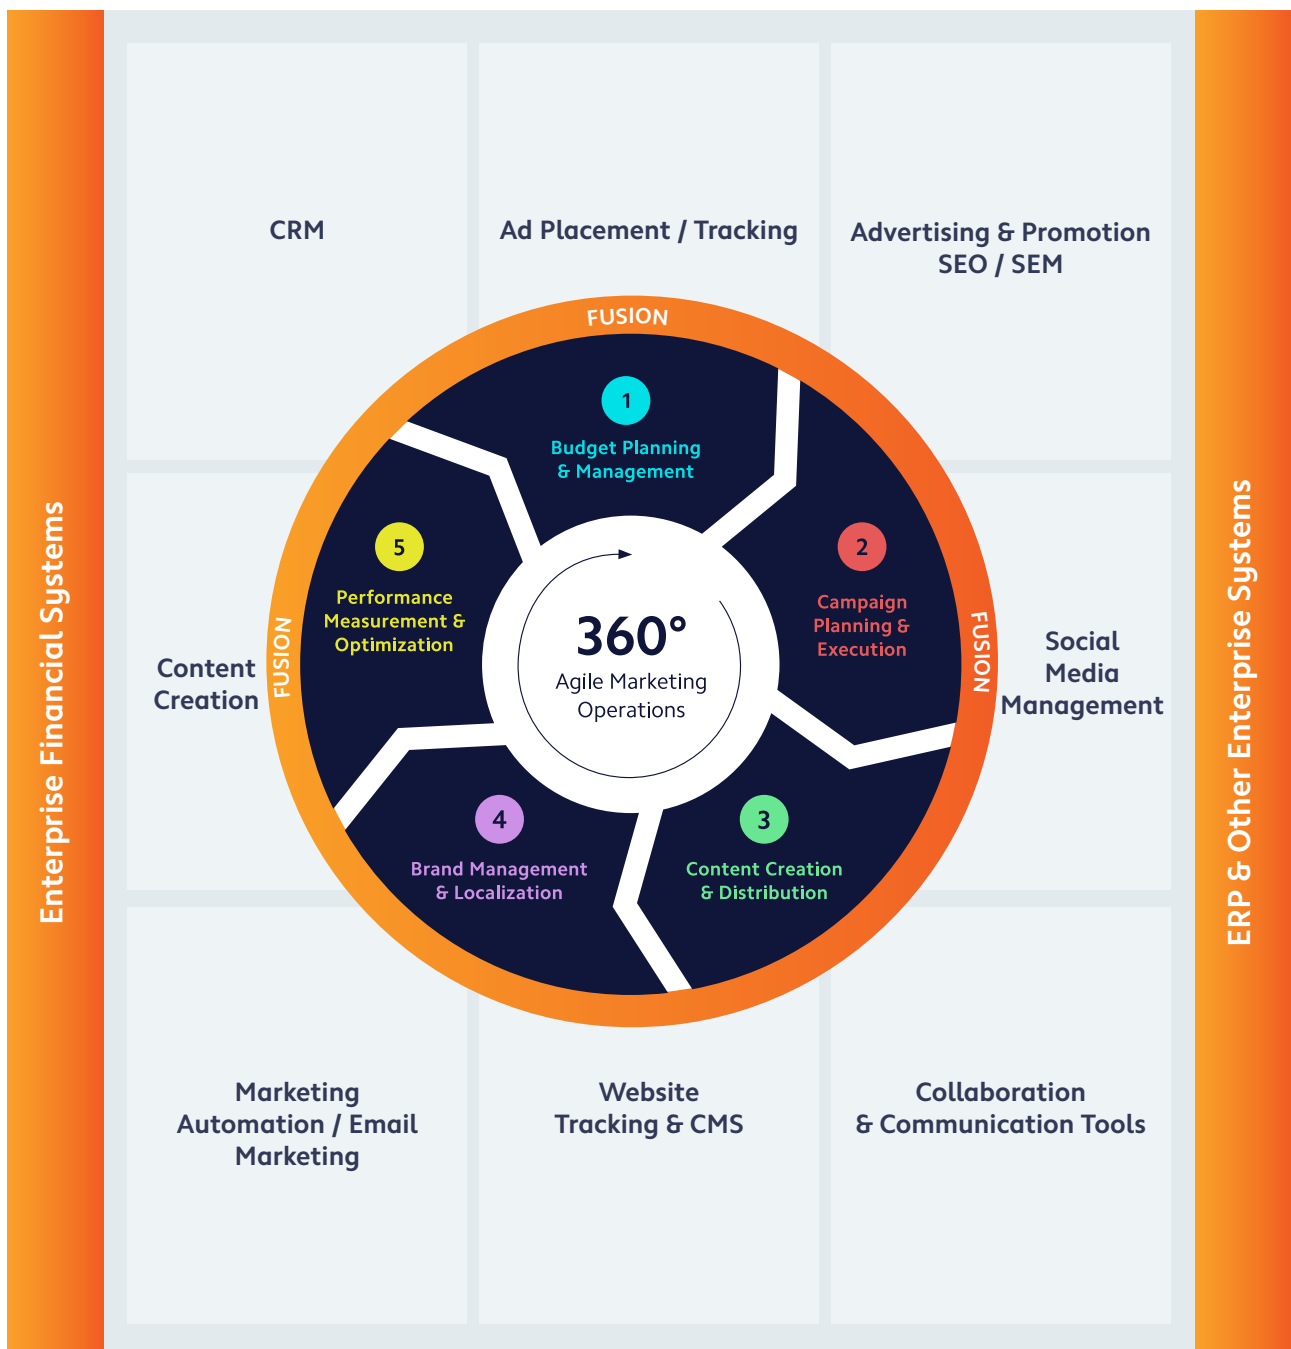 Enterprise Financial Systems
CRM
Ad Placement / Tracking
Advertising & Promotion
SEO / SEM
FUSION
1
Budget Planning
& Management
2
Campaign
Planning &
Execution
3
Content Creation
& Distribution
4
Brand Management
& Localization
5
Performance
Measurement &
Optimization
360°
Agile Marketing
Operations
FUSION
FUSION
Content
Creation
Social
Media
Management
Marketing
Automation / Email
Marketing
Website
Tracking & CMS
Collaboration
& Communication Tools
ERP & Other Enterprise Systems